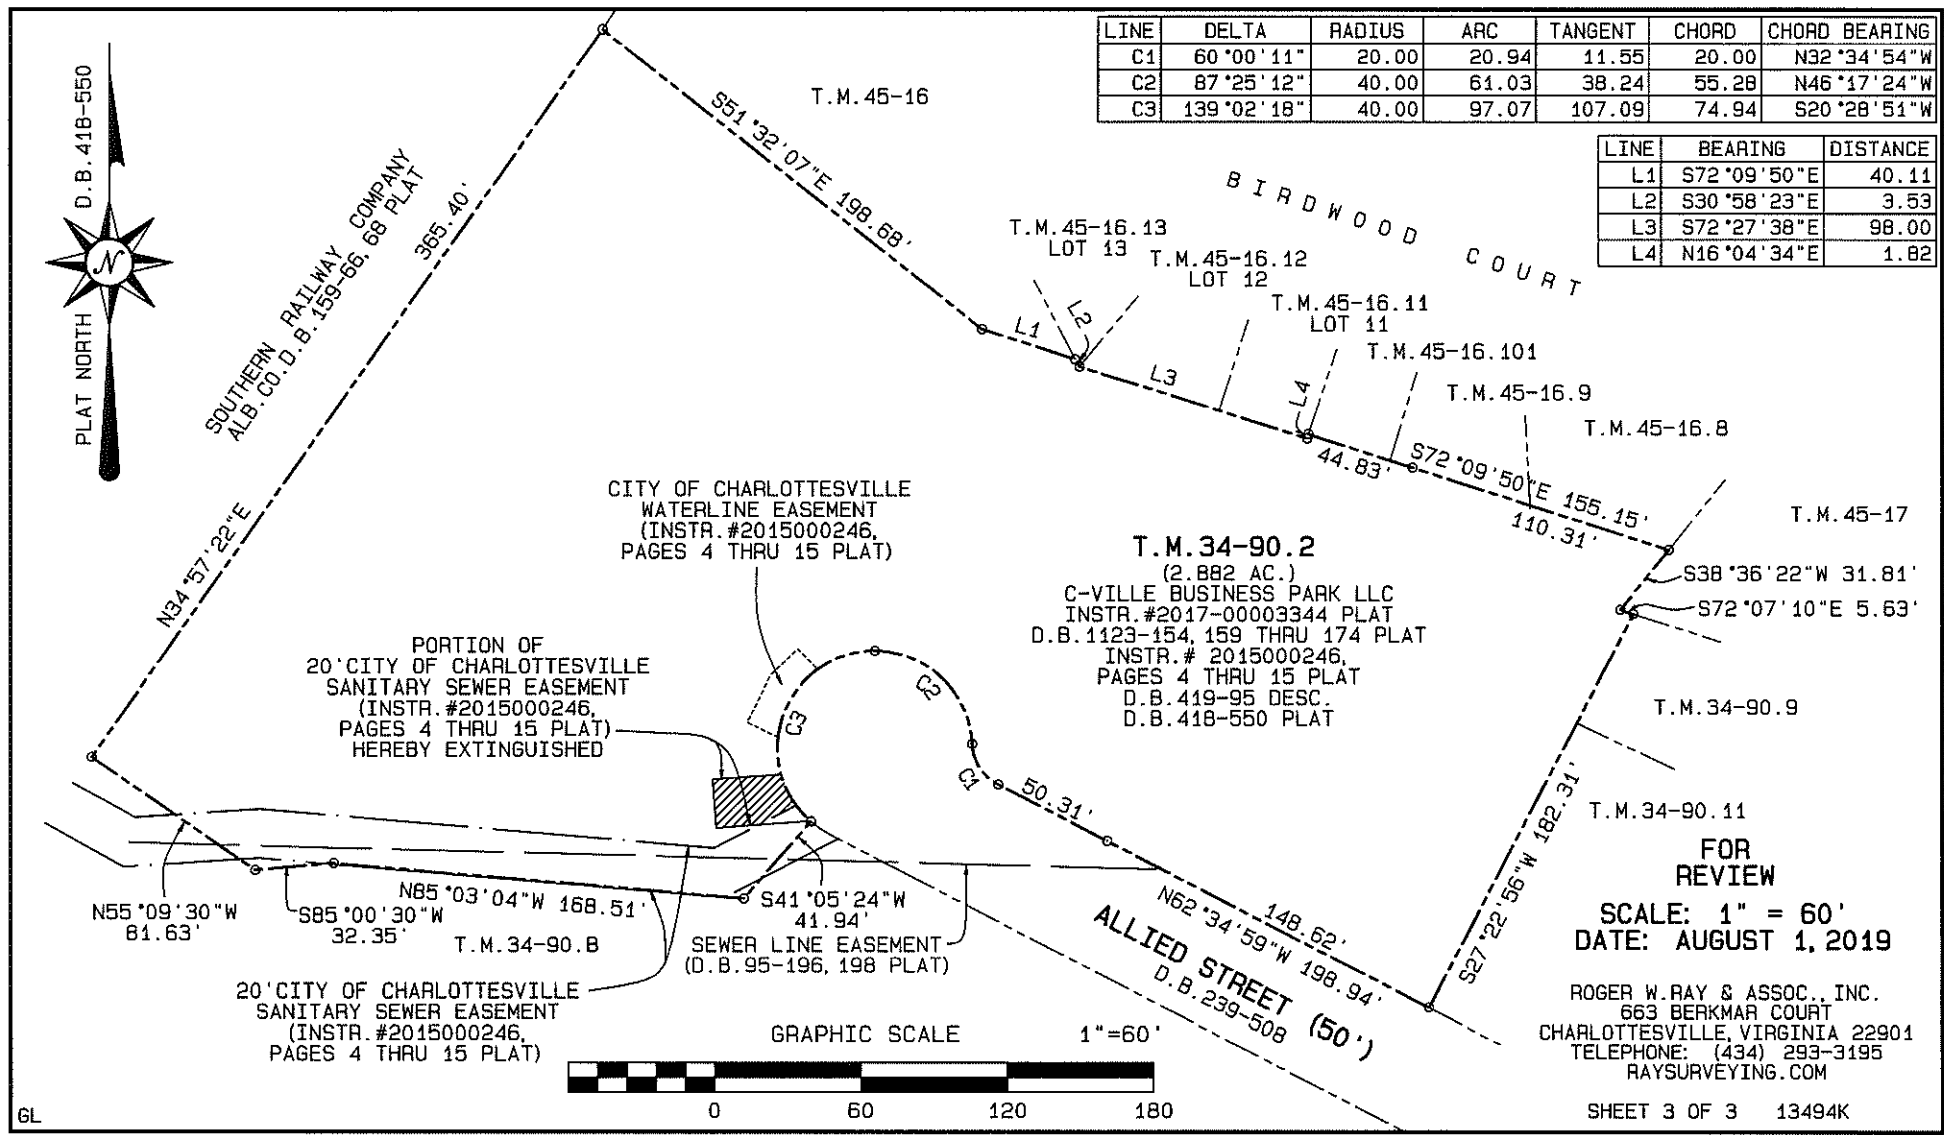 LINE DELTA RADIUS ARC TANGENT CHORD CHORD BEARING
C1 60°00'11" 20.00 20.94 11.55 20.00 N32°34'54"W
C2 87°25'12" 40.00 61.03 38.24 55.28 N46°17'24"W
C3 139°02'18" 40.00 97.07 107.09 74.94 S20°28'51"W
LINE BEARING DISTANCE
L1 S72°09'50"E 40.11
L2 S30°58'23"E 3.53
L3 S72°27'38"E 98.00
L4 N16°04'34"E 1.82
PLAT NORTH D.B.418-550
N
SOUTHERN RAILWAY COMPANY
ALB.CO.D.B.159-66,68 PLAT
N34°57'22"E
365.40'
S51°32'07"E 198.68'
T.M.45-16
BIRDWOOD COURT
T.M.45-16.13
LOT 13
T.M.45-16.12
LOT 12
T.M.45-16.11
LOT 11
T.M.45-16.101
T.M.45-16.9
T.M.45-16.8
T.M.45-17
L1
L2
L3
L4
44.83'
S72°09'50"E 155.15'
110.31'
S38°36'22"W 31.81'
S72°07'10"E 5.63'
T.M.34-90.9
T.M.34-90.11
S27°22'56"W 182.31'
CITY OF CHARLOTTESVILLE
WATERLINE EASEMENT
(INSTR.#2015000246,
PAGES 4 THRU 15 PLAT)
T.M.34-90.2
(2.882 AC.)
C-VILLE BUSINESS PARK LLC
INSTR.#2017-00003344 PLAT
D.B.1123-154,159 THRU 174 PLAT
INSTR.# 2015000246,
PAGES 4 THRU 15 PLAT
D.B.419-95 DESC.
D.B.418-550 PLAT
PORTION OF
20'CITY OF CHARLOTTESVILLE
SANITARY SEWER EASEMENT
(INSTR.#2015000246,
PAGES 4 THRU 15 PLAT)
HEREBY EXTINGUISHED
C3
C2
C1
50.31'
148.62'
N62°34'59"W 198.94'
ALLIED STREET (50')
D.B.239-508
N55°09'30"W
81.63'
S85°00'30"W
32.35'
N85°03'04"W 168.51'
T.M.34-90.B
S41°05'24"W
41.94'
SEWER LINE EASEMENT
(D.B.95-196,198 PLAT)
20'CITY OF CHARLOTTESVILLE
SANITARY SEWER EASEMENT
(INSTR.#2015000246,
PAGES 4 THRU 15 PLAT)
GRAPHIC SCALE 1"=60'
0 60 120 180
FOR
REVIEW
SCALE: 1" = 60'
DATE: AUGUST 1,2019
ROGER W.RAY & ASSOC.,INC.
663 BERKMAR COURT
CHARLOTTESVILLE,VIRGINIA 22901
TELEPHONE: (434) 293-3195
RAYSURVEYING.COM
SHEET 3 OF 3 13494K
GL